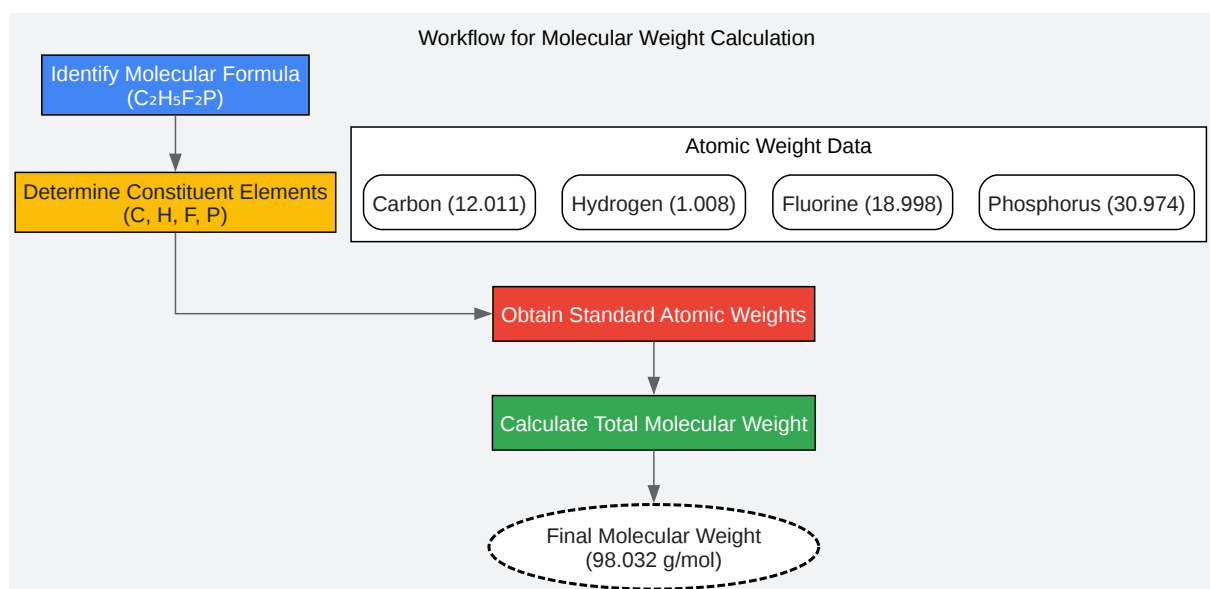 Workflow for Molecular Weight Calculation
Identify Molecular Formula
(C₂H₅F₂P)
Determine Constituent Elements
(C, H, F, P)
Atomic Weight Data
Carbon (12.011)
Hydrogen (1.008)
Fluorine (18.998)
Phosphorus (30.974)
Obtain Standard Atomic Weights
Calculate Total Molecular Weight
Final Molecular Weight
(98.032 g/mol)